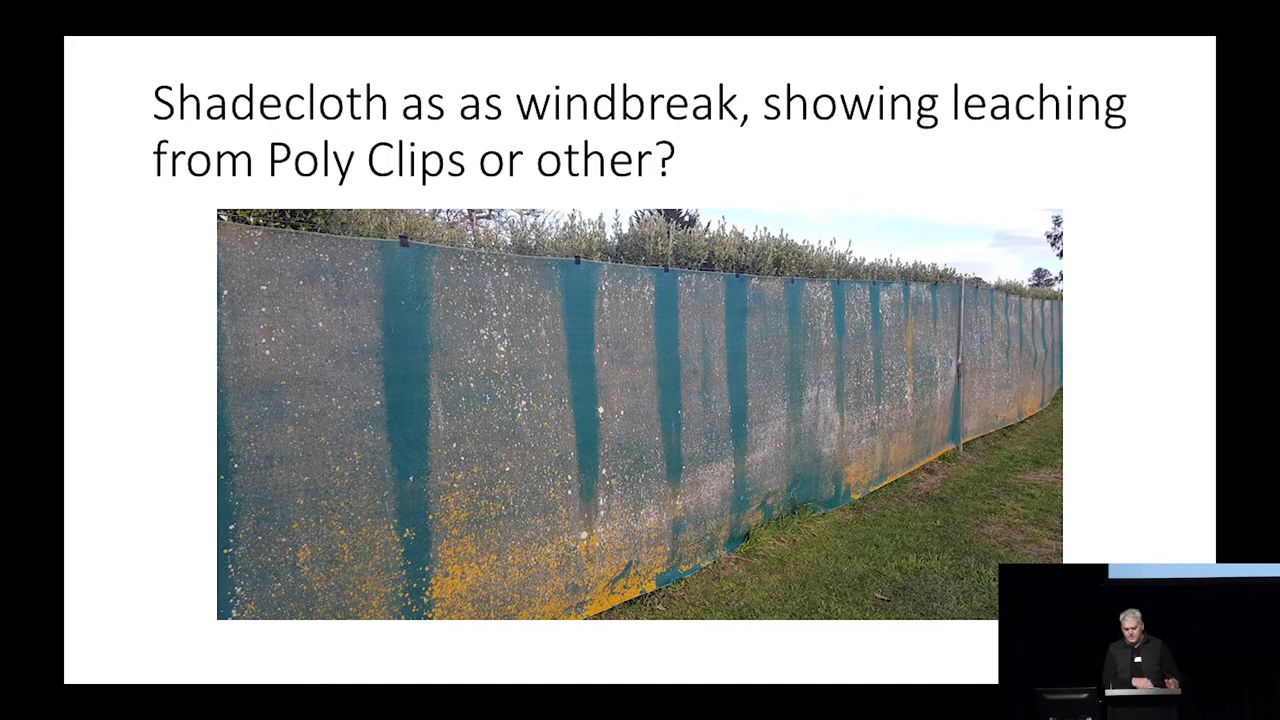 Shadecloth as as windbreak, showing leaching
from Poly Clips or other?